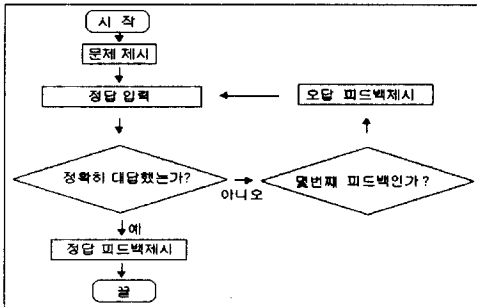 시 작
문제 제시
정답 입력
오답 피드백제시
정확히 대답했는가?
아니오
몇번째 피드백인가?
예
정답 피드백제시
끝